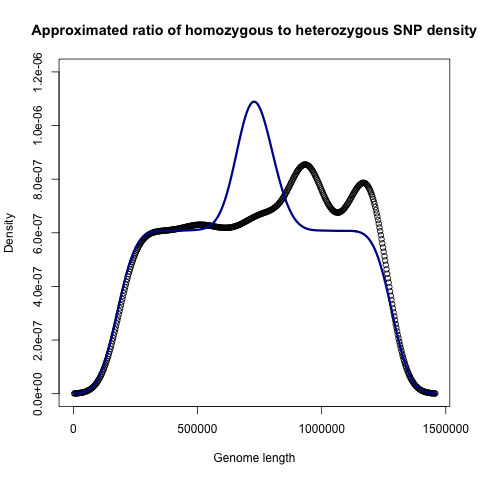 Approximated ratio of homozygous to heterozygous SNP density
Density
1.2e-06
1.0e-06
8.0e-07
6.0e-07
4.0e-07
2.0e-07
0.0e+00
0
500000
1000000
1500000
Genome length